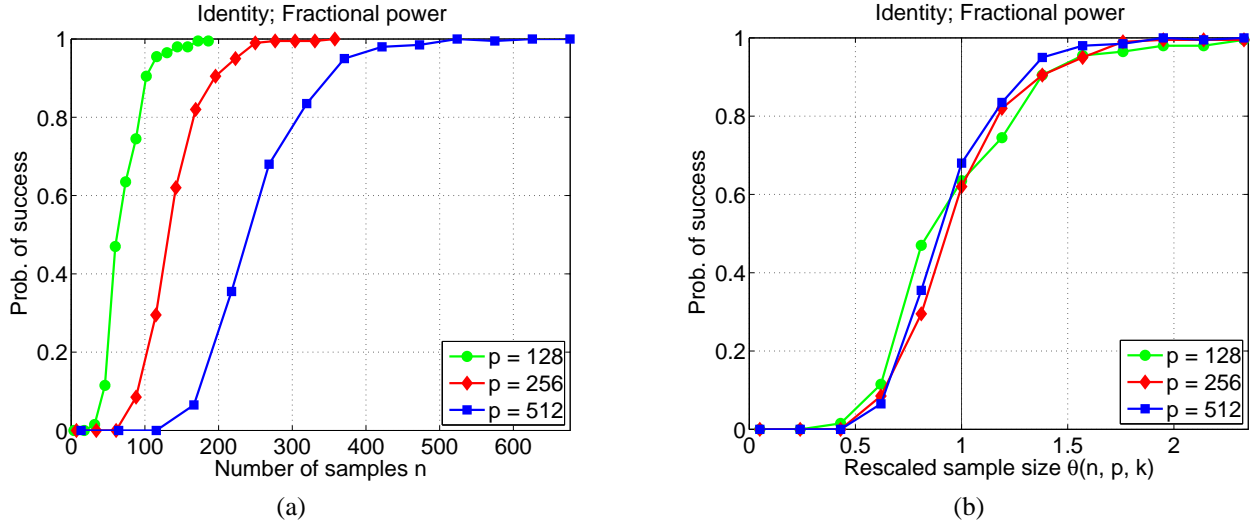 Identity; Fractional power
1
0.8
0.6
0.4
0.2
0
Prob. of success
0 100 200 300 400 500 600
Number of samples n
p = 128
p = 256
p = 512
(a)
Identity; Fractional power
1
0.8
0.6
0.4
0.2
0
Prob. of success
0 0.5 1 1.5 2
Rescaled sample size θ(n, p, k)
p = 128
p = 256
p = 512
(b)